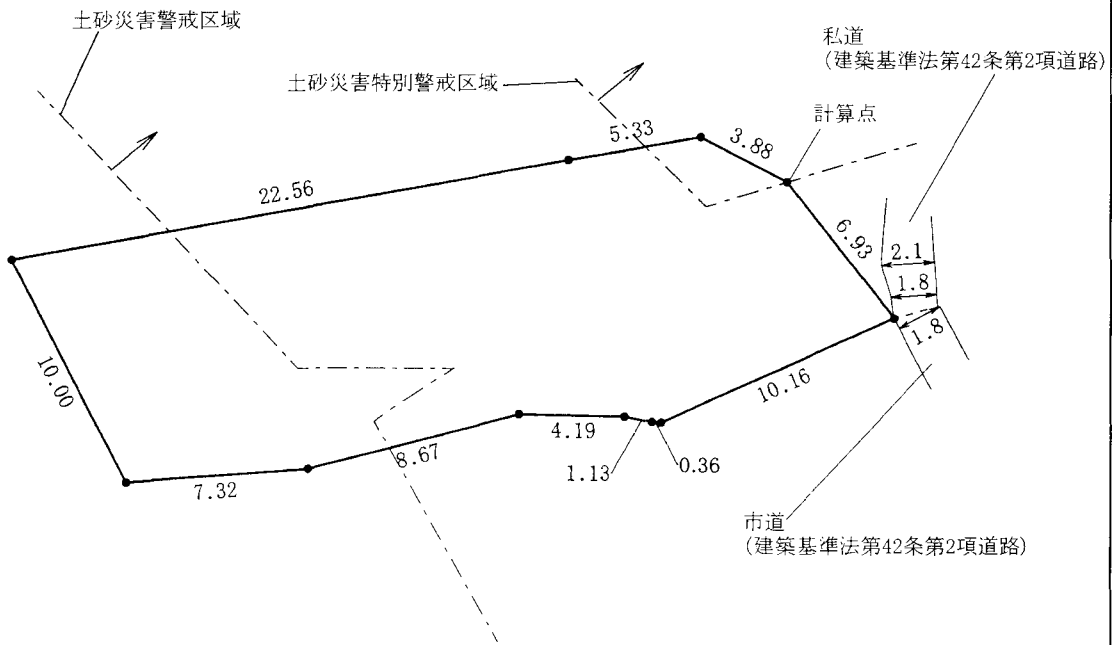 土砂災害警戒区域
私道
(建築基準法第42条第2項道路)
土砂災害特別警戒区域
計算点
5.33
3.88
22.56
6.93
2.1
1.8
1.8
10.00
10.16
4.19
8.67
7.32
1.13
0.36
市道
(建築基準法第42条第2項道路)